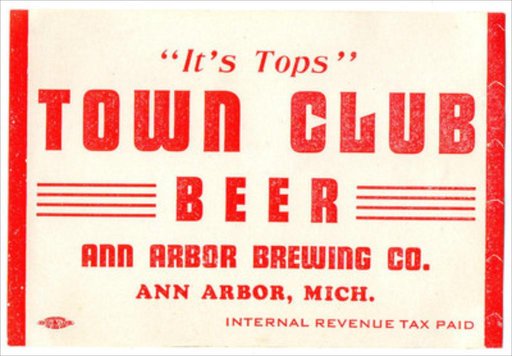 "It's Tops"
TOWN CLUB
BEER
ANN ARBOR BREWING CO.
ANN ARBOR, MICH.
INTERNAL REVENUE TAX PAID